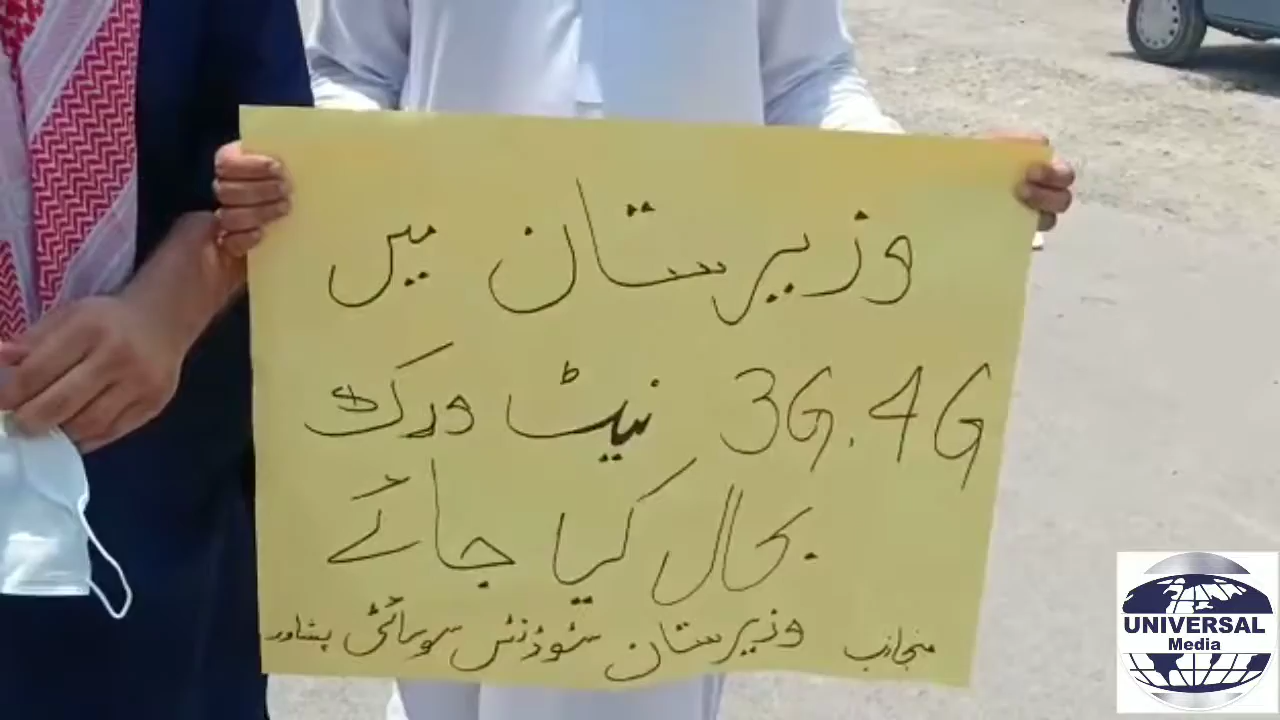 وزیرستان میں
3G.4G نیٹ ورک
بحال کیا جائے
منجانب وزیرستان سٹوڈنٹس سوسائٹی پشاور
UNIVERSAL
Media